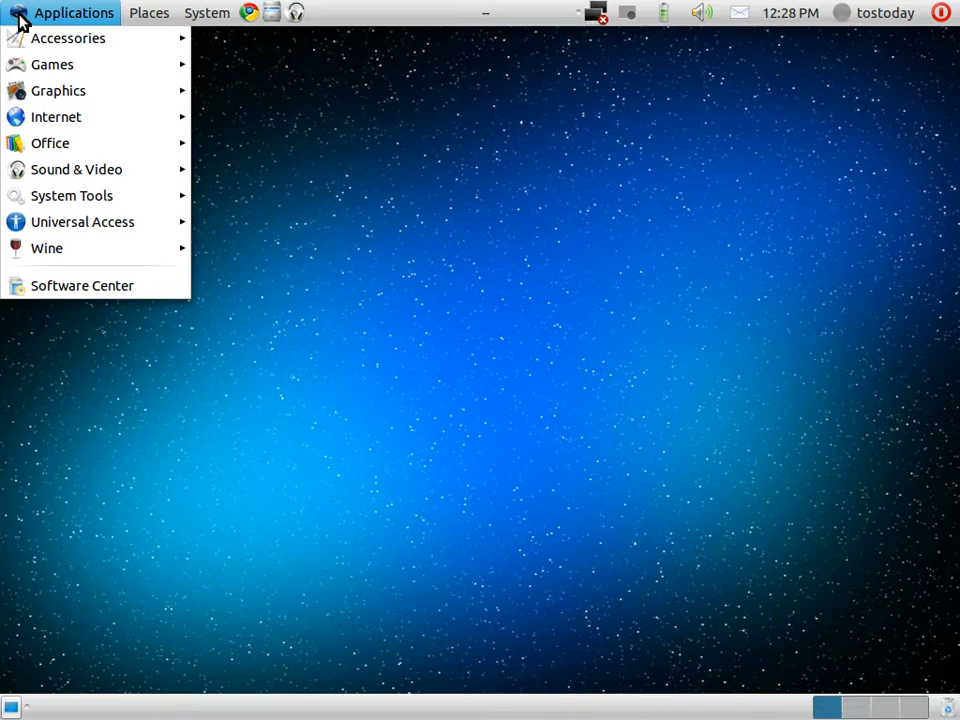 Applications Places System -- 12:28 PM tostoday
Accessories
Games
Graphics
Internet
Office
Sound & Video
System Tools
Universal Access
Wine
Software Center